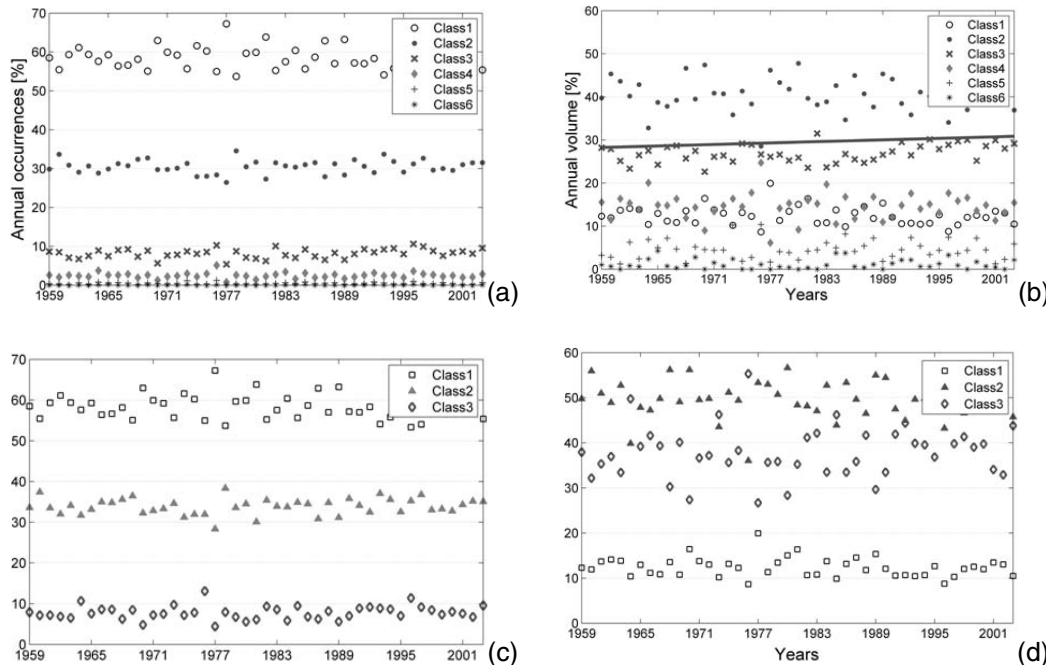 Annual occurrences [%]
70
60
50
40
30
20
10
0
1959 1965 1971 1977 1983 1989 1995 2001
Class1
Class2
Class3
Class4
Class5
Class6
(a)
Annual volume [%]
60
50
40
30
20
10
0
1959 1965 1971 1977 1983 1989 1995 2001
Years
Class1
Class2
Class3
Class4
Class5
Class6
(b)
70
60
50
40
30
20
10
0
1959 1965 1971 1977 1983 1989 1995 2001
Class1
Class2
Class3
(c)
60
50
40
30
20
10
0
1959 1965 1971 1977 1983 1989 1995 2001
Years
Class1
Class2
Class3
(d)